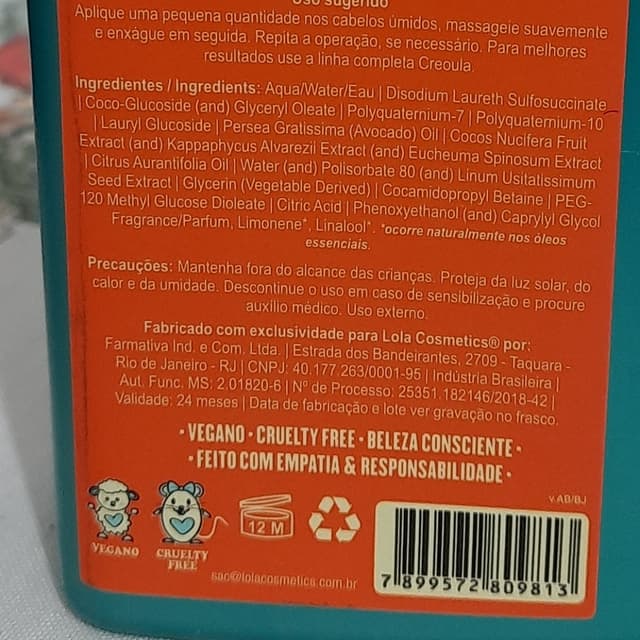 Uso sugerido
Aplique uma pequena quantidade nos cabelos úmidos, massageie suavemente
e enxágue em seguida. Repita a operação, se necessário. Para melhores
resultados use a linha completa Creoula.
Ingredientes / Ingredients: Aqua/Water/Eau | Disodium Laureth Sulfosuccinate
| Coco-Glucoside (and) Glyceryl Oleate | Polyquaternium-7 | Polyquaternium-10
| Lauryl Glucoside | Persea Gratissima (Avocado) Oil | Cocos Nucifera Fruit
Extract (and) Kappaphycus Alvarezii Extract (and) Eucheuma Spinosum Extract
| Citrus Aurantifolia Oil | Water (and) Polisorbate 80 (and) Linum Usitatissimum
Seed Extract | Glycerin (Vegetable Derived) | Cocamidopropyl Betaine | PEG-
120 Methyl Glucose Dioleate | Citric Acid | Phenoxyethanol (and) Caprylyl Glycol
Fragrance/Parfum, Limonene*, Linalool*. *ocorre naturalmente nos óleos
essenciais.
Precauções: Mantenha fora do alcance das crianças. Proteja da luz solar, do
calor e da umidade. Descontinue o uso em caso de sensibilização e procure
auxílio médico. Uso externo.
Fabricado com exclusividade para Lola Cosmetics® por:
Farmativa Ind. e Com. Ltda. | Estrada dos Bandeirantes, 2709 - Taquara -
Rio de Janeiro - RJ | CNPJ: 40.177.263/0001-95 | Indústria Brasileira |
Aut. Func. MS: 2.01820-6 | Nº de Processo: 25351.182146/2018-42 |
Validade: 24 meses | Data de fabricação e lote ver gravação no frasco.
• VEGANO • CRUELTY FREE • BELEZA CONSCIENTE •
• FEITO COM EMPATIA & RESPONSABILIDADE •
v.AB/BJ
VEGANO
CRUELTY
FREE
12 M
sac@lolacosmetics.com.br
7 899572 809813